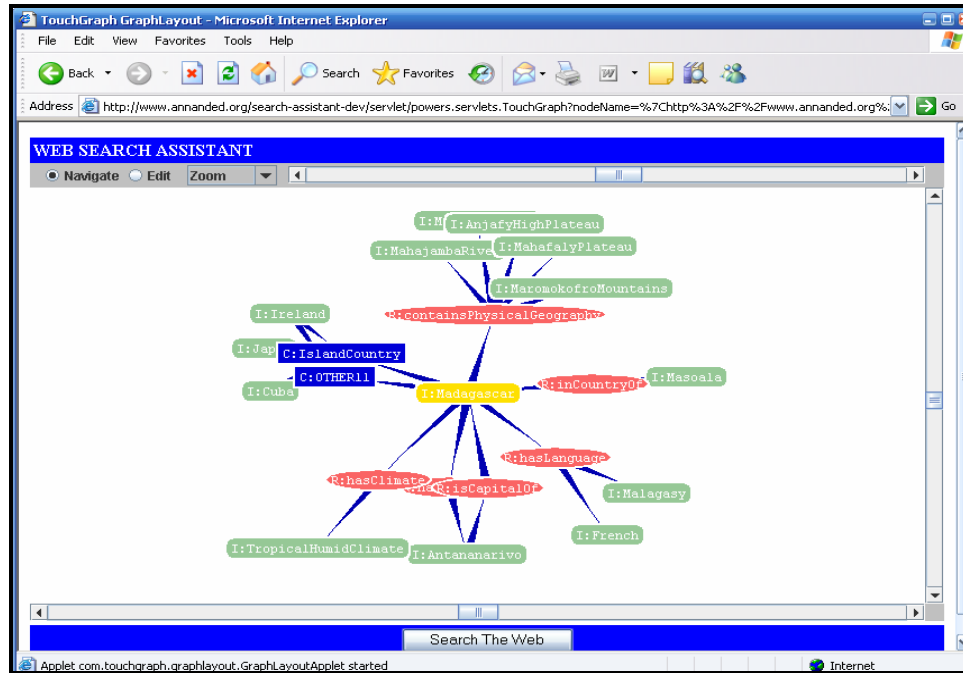 TouchGraph GraphLayout - Microsoft Internet Explorer
File Edit View Favorites Tools Help
Back Search Favorites
Address http://www.annanded.org/search-assistant-dev/servlet/powers.servlets.TouchGraph?nodeName=%7Chttp%3A%2F%2Fwww.annanded.org% Go
WEB SEARCH ASSISTANT
Navigate Edit Zoom
I:M I:AnjafyHighPlateau
I:MahajambaRive I:MahafalyPlateau
I:MaromokofroMountains
I:Ireland R:containsPhysicalGeography
I:Jap C:IslandCountry
C:OTHER11 I:Masoala
I:Cuba I:Madagascar R:inCountryOf
R:hasLanguage
R:hasClimate R:isCapitalOf I:Malagasy
I:French
I:TropicalHumidClimate I:Antananarivo
Search The Web
Applet com.touchgraph.graphlayout.GraphLayoutApplet started Internet